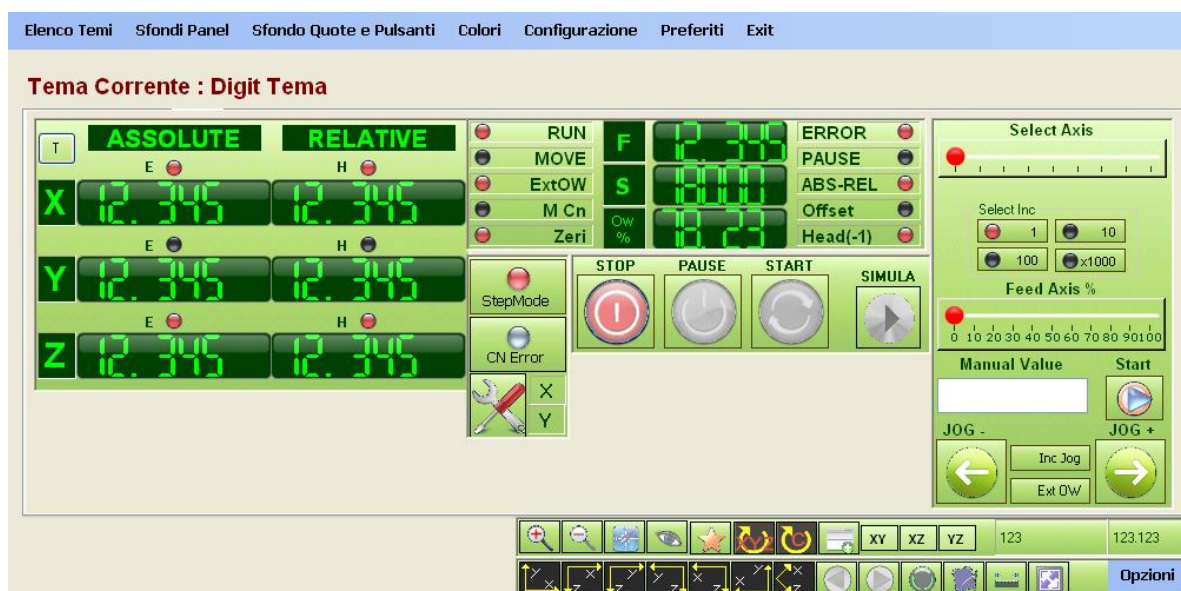 Elenco Temi Sfondi Panel Sfondo Quote e Pulsanti Colori Configurazione Preferiti Exit
Tema Corrente : Digit Tema
T ASSOLUTE RELATIVE
E H
X 12. 345 12. 345
E H
Y 12. 345 12. 345
E H
Z 12. 345 12. 345
RUN
MOVE
ExtOW
M Cn
Zeri
F 12. 345
S 18000
Ow % 78. 23
ERROR
PAUSE
ABS-REL
Offset
Head(-1)
StepMode
CN Error
X
Y
STOP PAUSE START SIMULA
Select Axis
Select Inc
1 10
100 x1000
Feed Axis %
0 10 20 30 40 50 60 70 80 90 100
Manual Value Start
JOG - JOG +
Inc Jog
Ext OW
XY XZ YZ 123 123.123
Opzioni